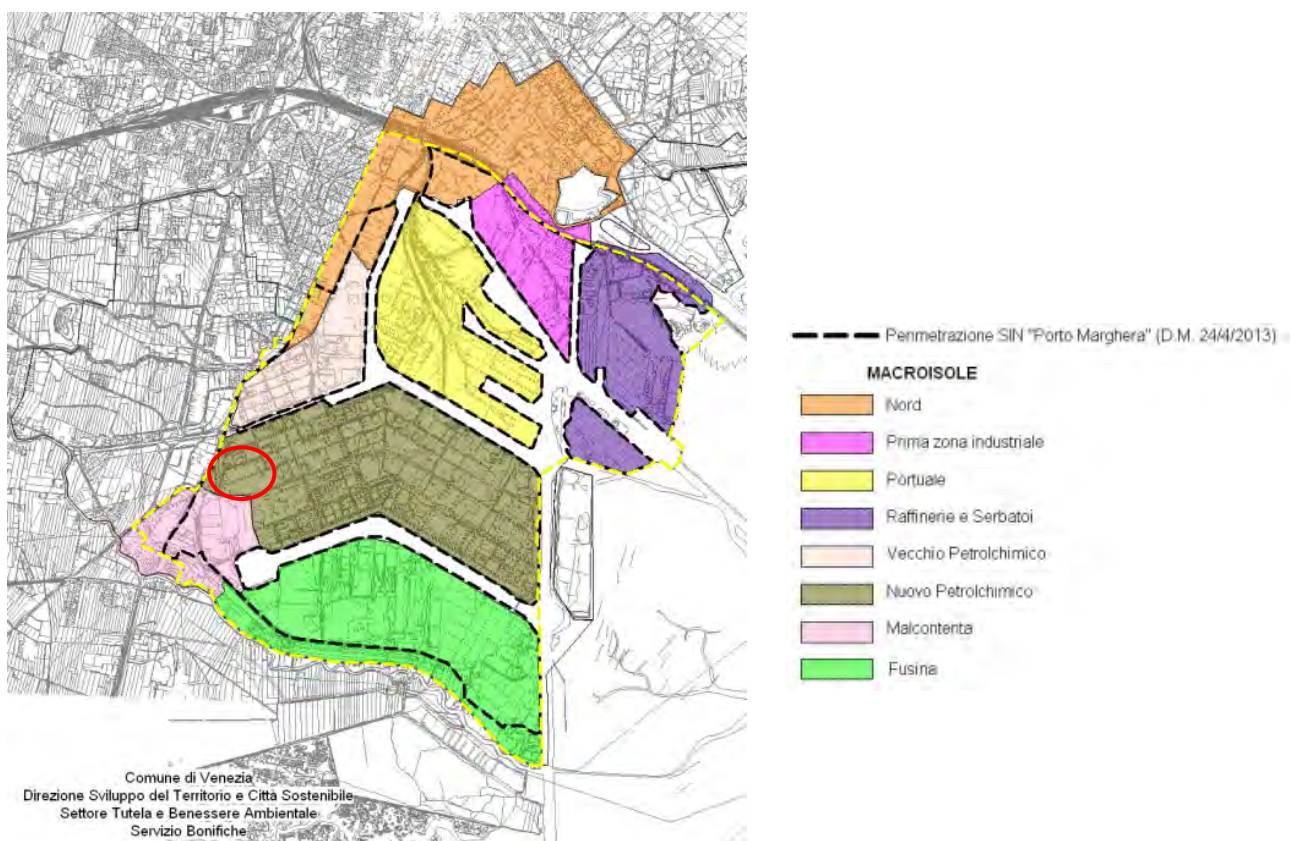 Comune di Venezia
Direzione Sviluppo del Territorio e Città Sostenibile
Settore Tutela e Benessere Ambientale
Servizio Bonifiche
Perimetrazione SIN "Porto Marghera" (D.M. 24/4/2013)
MACROISOLE
Nord
Prima zona industriale
Portuale
Raffinerie e Serbatoi
Vecchio Petrolchimico
Nuovo Petrolchimico
Malcontenta
Fusina